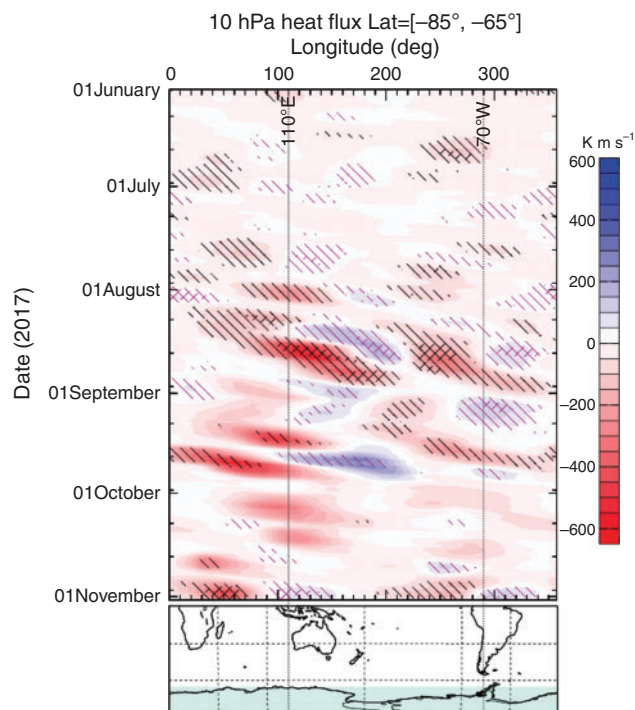 10 hPa heat flux Lat=[−85°, −65°]
Longitude (deg)
0 100 200 300
01Junuary
01July
01August
01September
01October
01November
Date (2017)
110°E
70°W
K m s⁻¹
600
400
200
0
−200
−400
−600